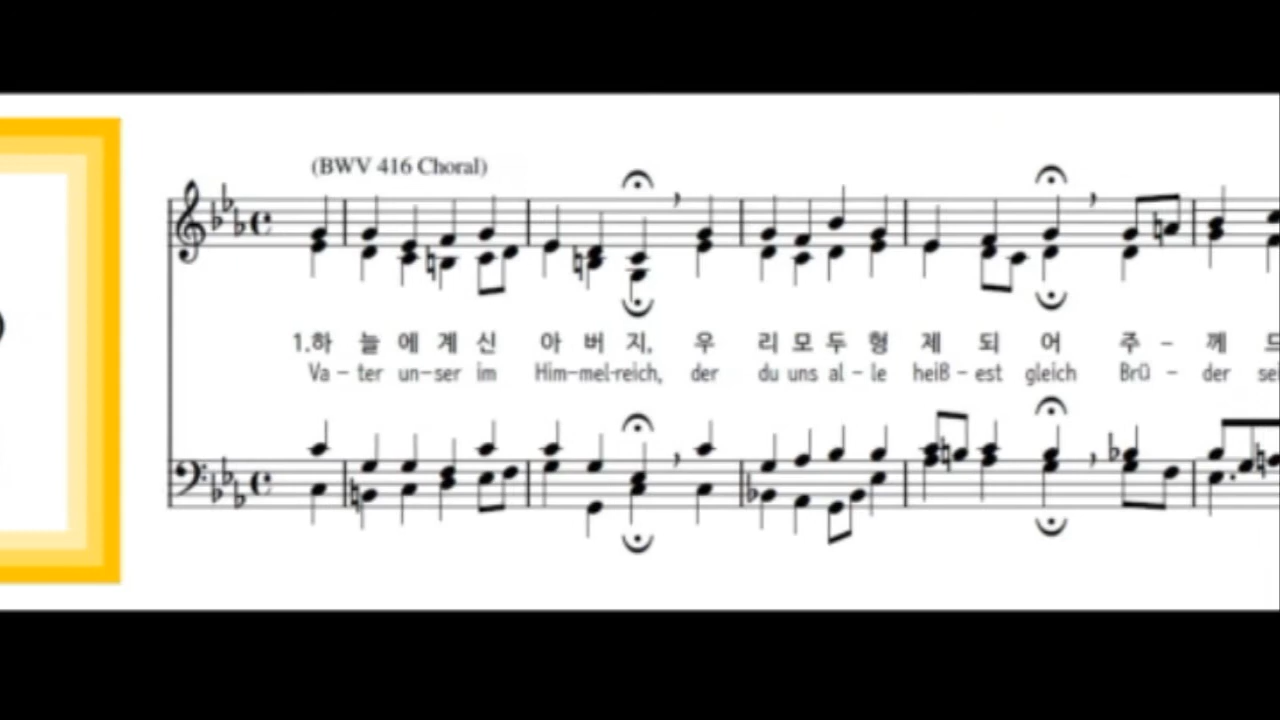 (BWV 416 Choral)
1.하 늘 에 계 신 아 버 지, 우 리 모 두 형 제 되 어 주 - 께
Va - ter un-ser im Him-mel-reich, der du uns al - le heiß - est gleich Brü - der